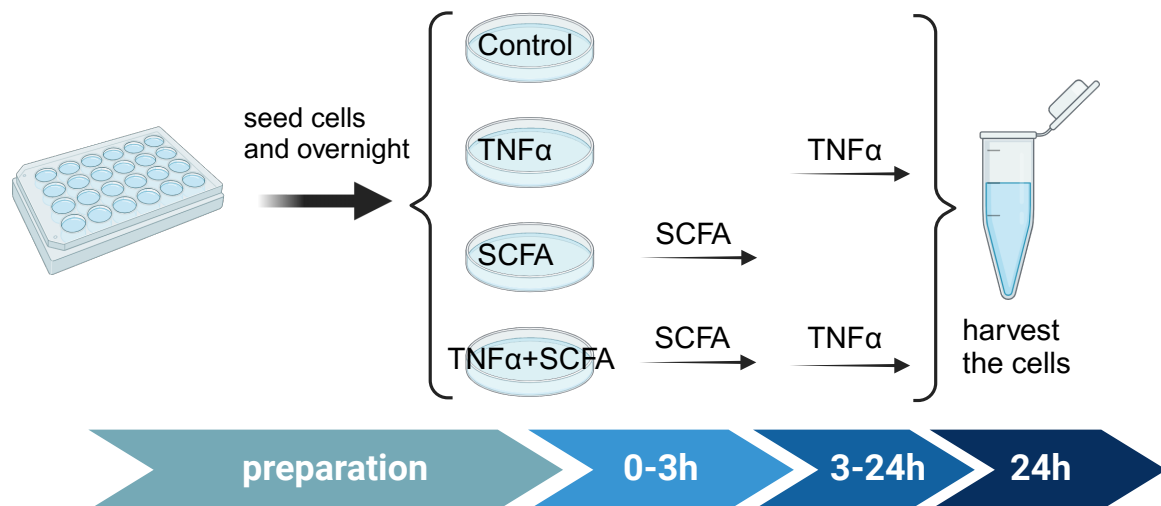 Control
seed cells
and overnight
TNFα
TNFα
SCFA
SCFA
TNFα+SCFA
SCFA
TNFα
harvest
the cells
preparation
0-3h
3-24h
24h